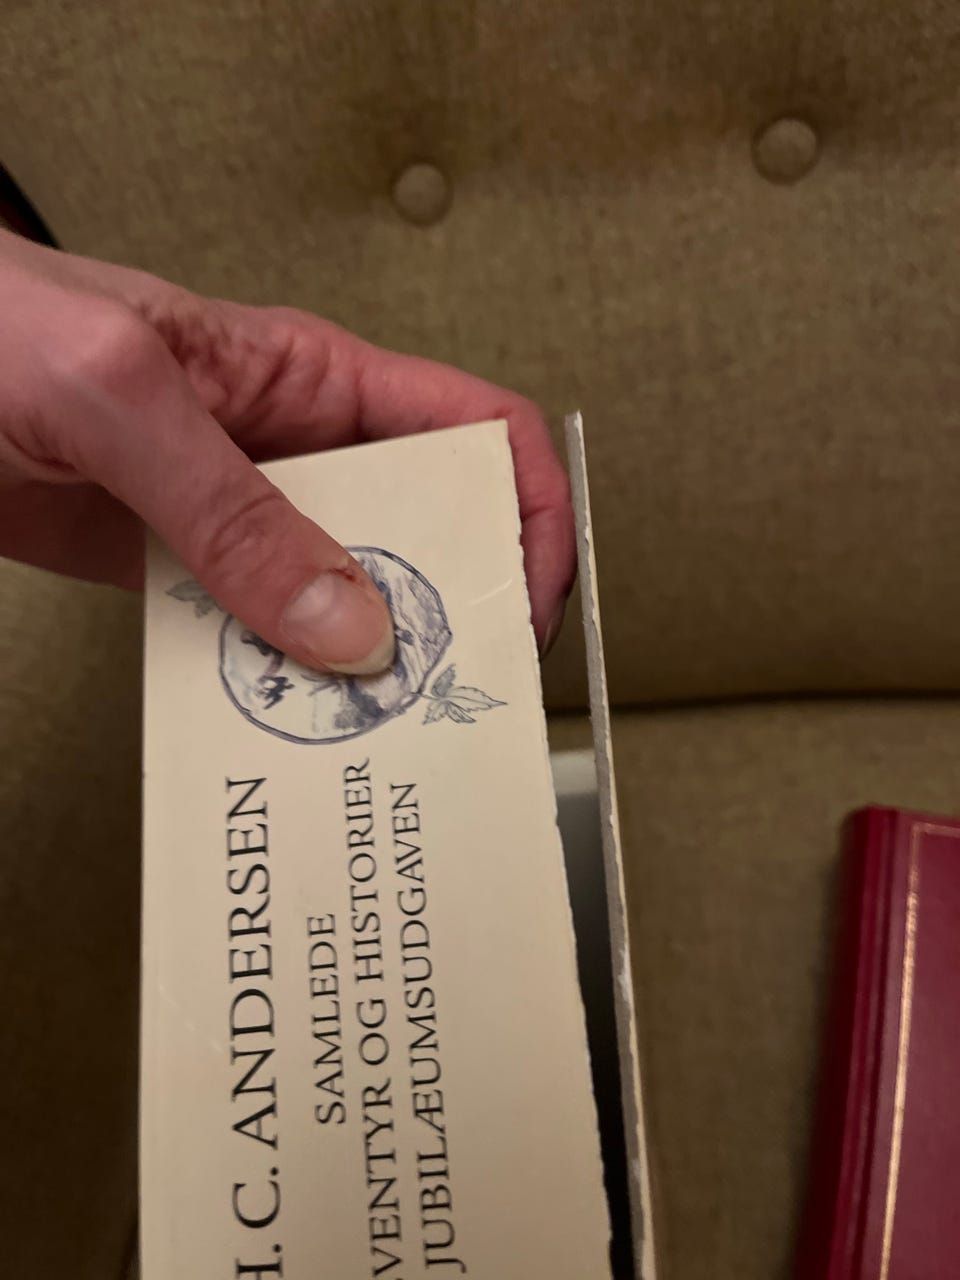 H. C. ANDERSEN
SAMLEDE
VENTYR OG HISTORIER
JUBILÆUMSUDGAVEN